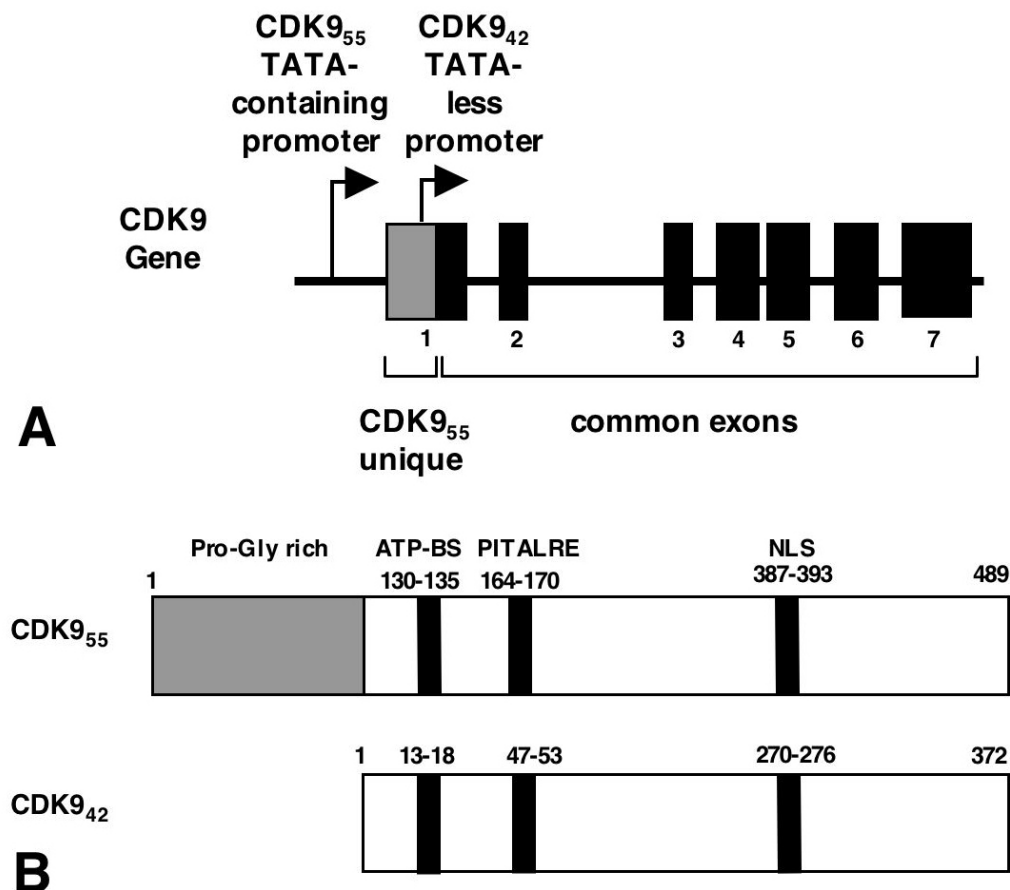 CDK9₅₅ CDK9₄₂
TATA- TATA-
containing less
promoter promoter
CDK9
Gene
1 2 3 4 5 6 7
A
CDK9₅₅
unique
common exons
Pro-Gly rich ATP-BS PITALRE NLS
1 130-135 164-170 387-393 489
CDK9₅₅
1 13-18 47-53 270-276 372
CDK9₄₂
B